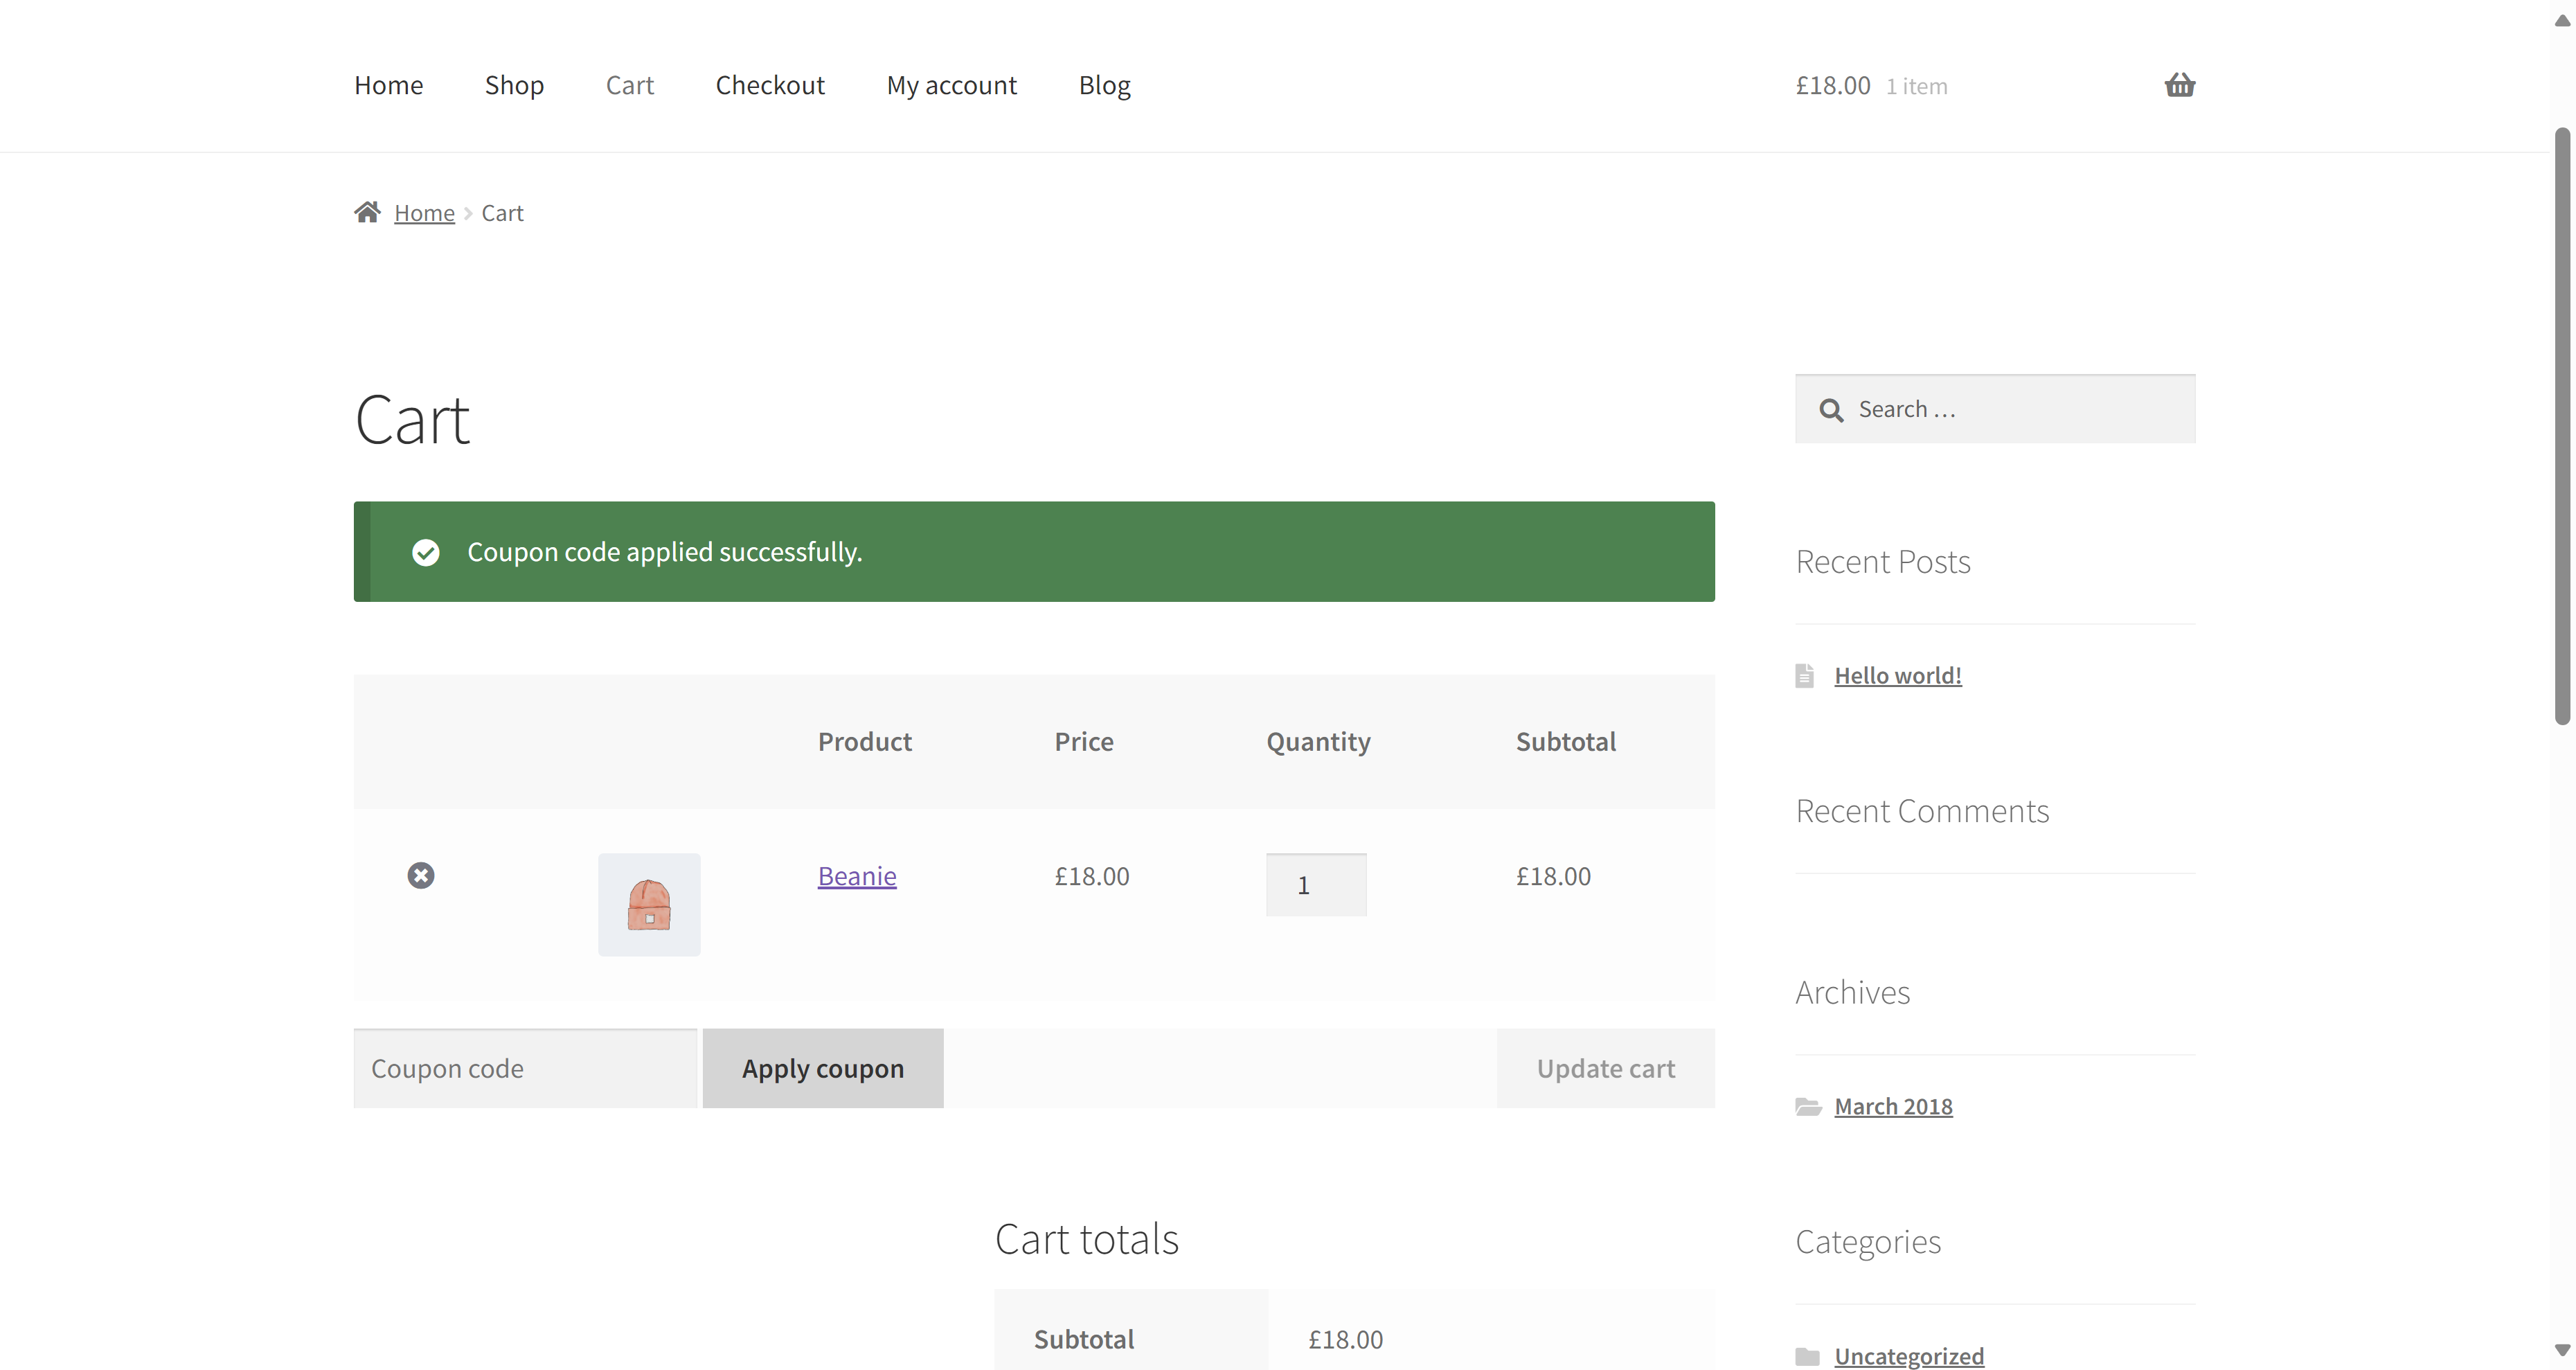 Home Shop Cart Checkout My account Blog £18.00 1 item
Home Cart
Cart
Search …
Coupon code applied successfully.
Recent Posts
Hello world!
Product Price Quantity Subtotal
Recent Comments
Beanie £18.00 1 £18.00
Archives
Coupon code Apply coupon Update cart
March 2018
Cart totals
Categories
Subtotal £18.00
Uncategorized